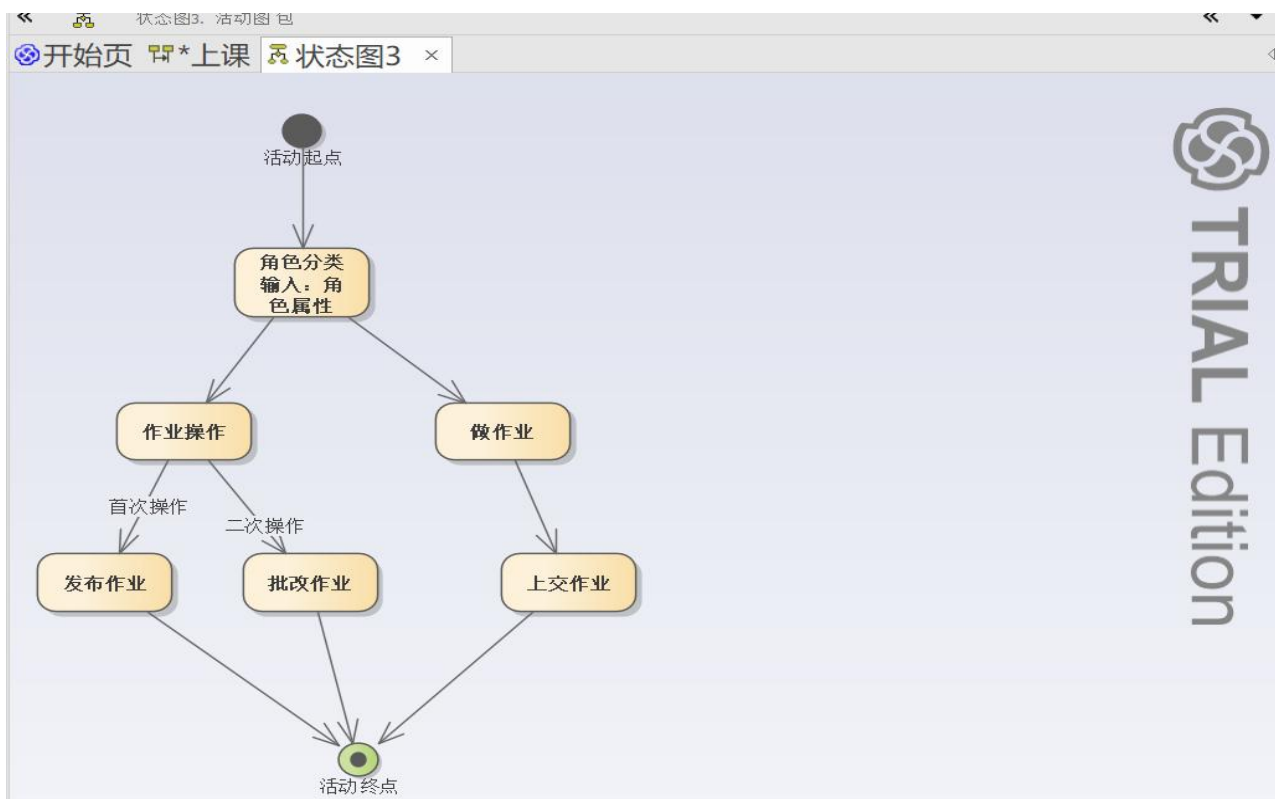 状态图3. 活动图 包
开始页 *上课 状态图3 ×
活动起点
角色分类
输入：角
色属性
作业操作
做作业
首次操作
二次操作
发布作业
批改作业
上交作业
活动终点
TRIAL Edition